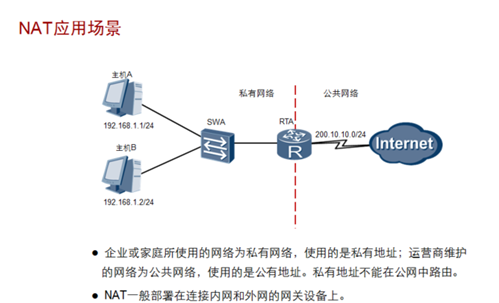 NAT应用场景
主机A
私有网络
公共网络
SWA
RTA
192.168.1.1/24
200.10.10.0/24
Internet
R
主机B
192.168.1.2/24
● 企业或家庭所使用的网络为私有网络，使用的是私有地址；运营商维护
的网络为公共网络，使用的是公有地址。私有地址不能在公网中路由。
● NAT一般部署在连接内网和外网的网关设备上。